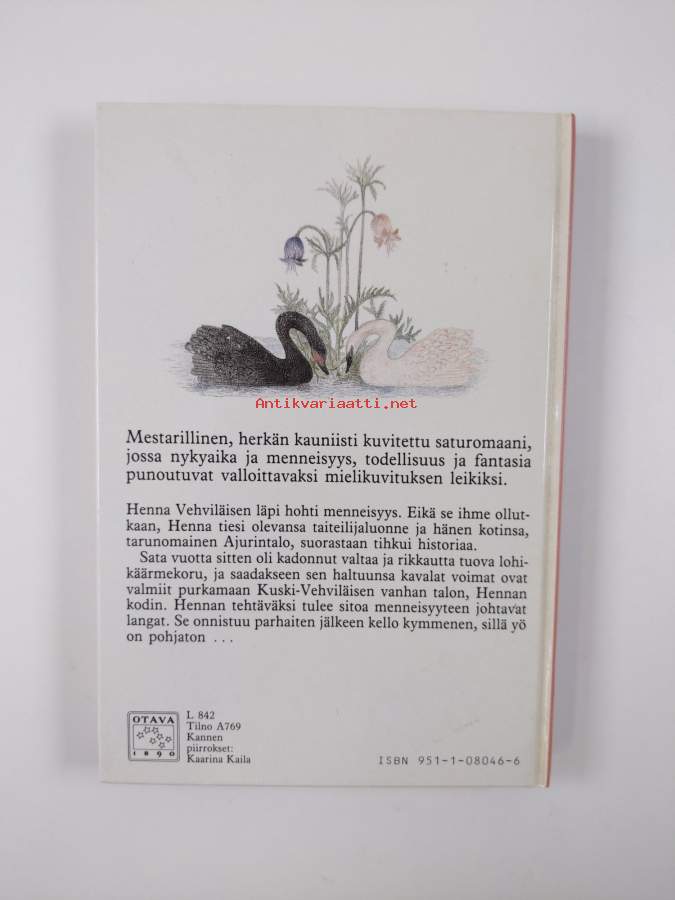 Antikvariaatti.net
Mestarillinen, herkän kauniisti kuvitettu saturomaani,
jossa nykyaika ja menneisyys, todellisuus ja fantasia
punoutuvat valloittavaksi mielikuvituksen leikiksi.
Henna Vehviläisen läpi hohti menneisyys. Eikä se ihme ollut-
kaan, Henna tiesi olevansa taiteilijaluonne ja hänen kotinsa,
tarunomainen Ajurintalo, suorastaan tihkui historiaa.
Sata vuotta sitten oli kadonnut valtaa ja rikkautta tuova lohi-
käärmekoru, ja saadakseen sen haltuunsa kavalat voimat ovat
valmiit purkamaan Kuski-Vehviläisen vanhan talon, Hennan
kodin. Hennan tehtäväksi tulee sitoa menneisyyteen johtavat
langat. Se onnistuu parhaiten jälkeen kello kymmenen, sillä yö
on pohjaton ...
OTAVA
1890
L 842
Tilno A769
Kannen
piirrokset:
Kaarina Kaila
ISBN 951-1-08046-6